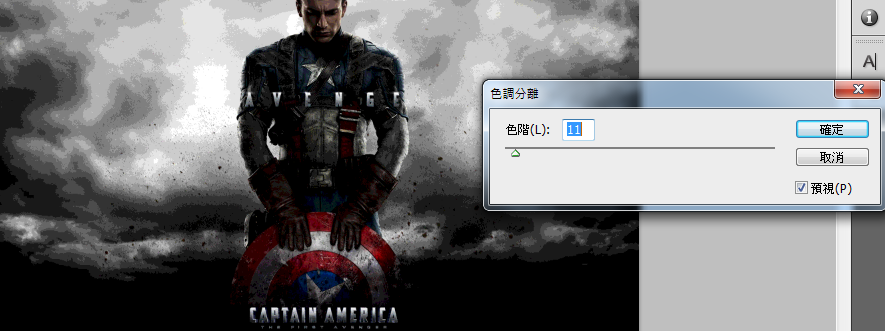 AVENGE
CAPTAIN AMERICA
THE FIRST AVENGER
色調分離
色階(L):
11
確定
取消
預視(P)
A